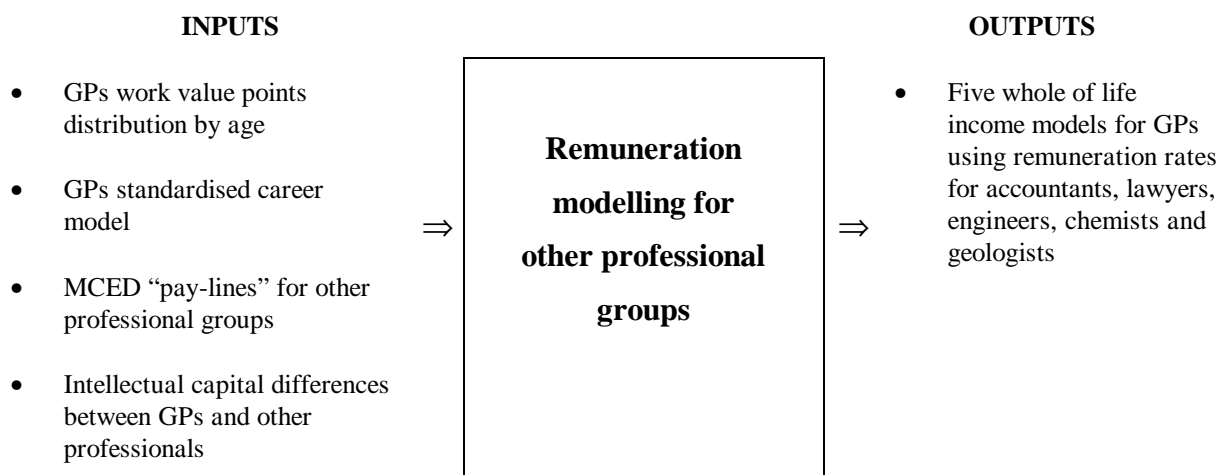 INPUTS
• GPs work value points
distribution by age
• GPs standardised career
model
• MCED “pay-lines” for other
professional groups
• Intellectual capital differences
between GPs and other
professionals
⇒
Remuneration
modelling for
other professional
groups
⇒
OUTPUTS
• Five whole of life
income models for GPs
using remuneration rates
for accountants, lawyers,
engineers, chemists and
geologists